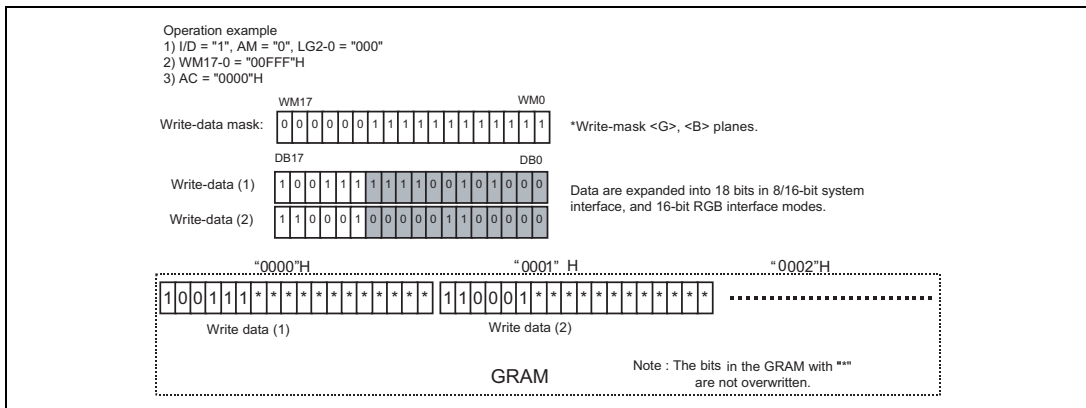 Operation example
1) I/D = "1", AM = "0", LG2-0 = "000"
2) WM17-0 = "00FFF"H
3) AC = "0000"H
WM17 WM0
Write-data mask: 0 0 0 0 0 0 1 1 1 1 1 1 1 1 1 1 1 1 *Write-mask <G>, <B> planes.
DB17 DB0
Write-data (1) 1 0 0 1 1 1 1 1 1 1 0 0 1 0 1 0 0 0
Write-data (2) 1 1 0 0 0 1 0 0 0 0 0 1 1 0 0 0 0 0
Data are expanded into 18 bits in 8/16-bit system
interface, and 16-bit RGB interface modes.
"0000"H "0001" H "0002"H
1 0 0 1 1 1 * * * * * * * * * * * * 1 1 0 0 0 1 * * * * * * * * * * * *
Write data (1) Write data (2)
GRAM
Note : The bits in the GRAM with "*"
are not overwritten.